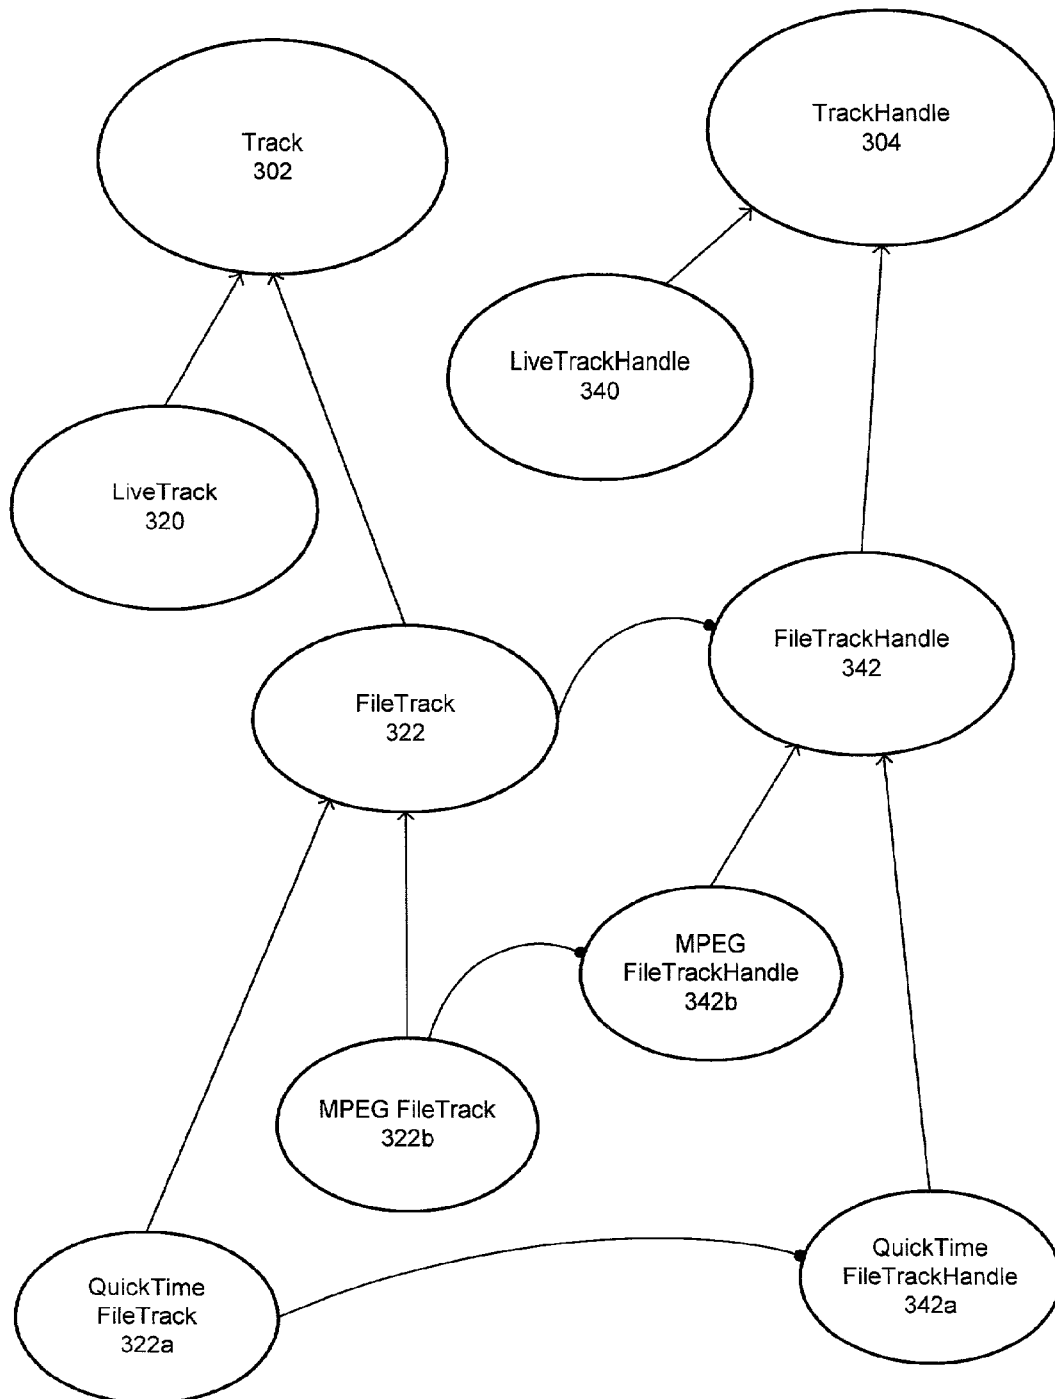 Track
302
TrackHandle
304
LiveTrackHandle
340
LiveTrack
320
FileTrackHandle
342
FileTrack
322
MPEG
FileTrackHandle
342b
MPEG FileTrack
322b
QuickTime
FileTrackHandle
342a
QuickTime
FileTrack
322a